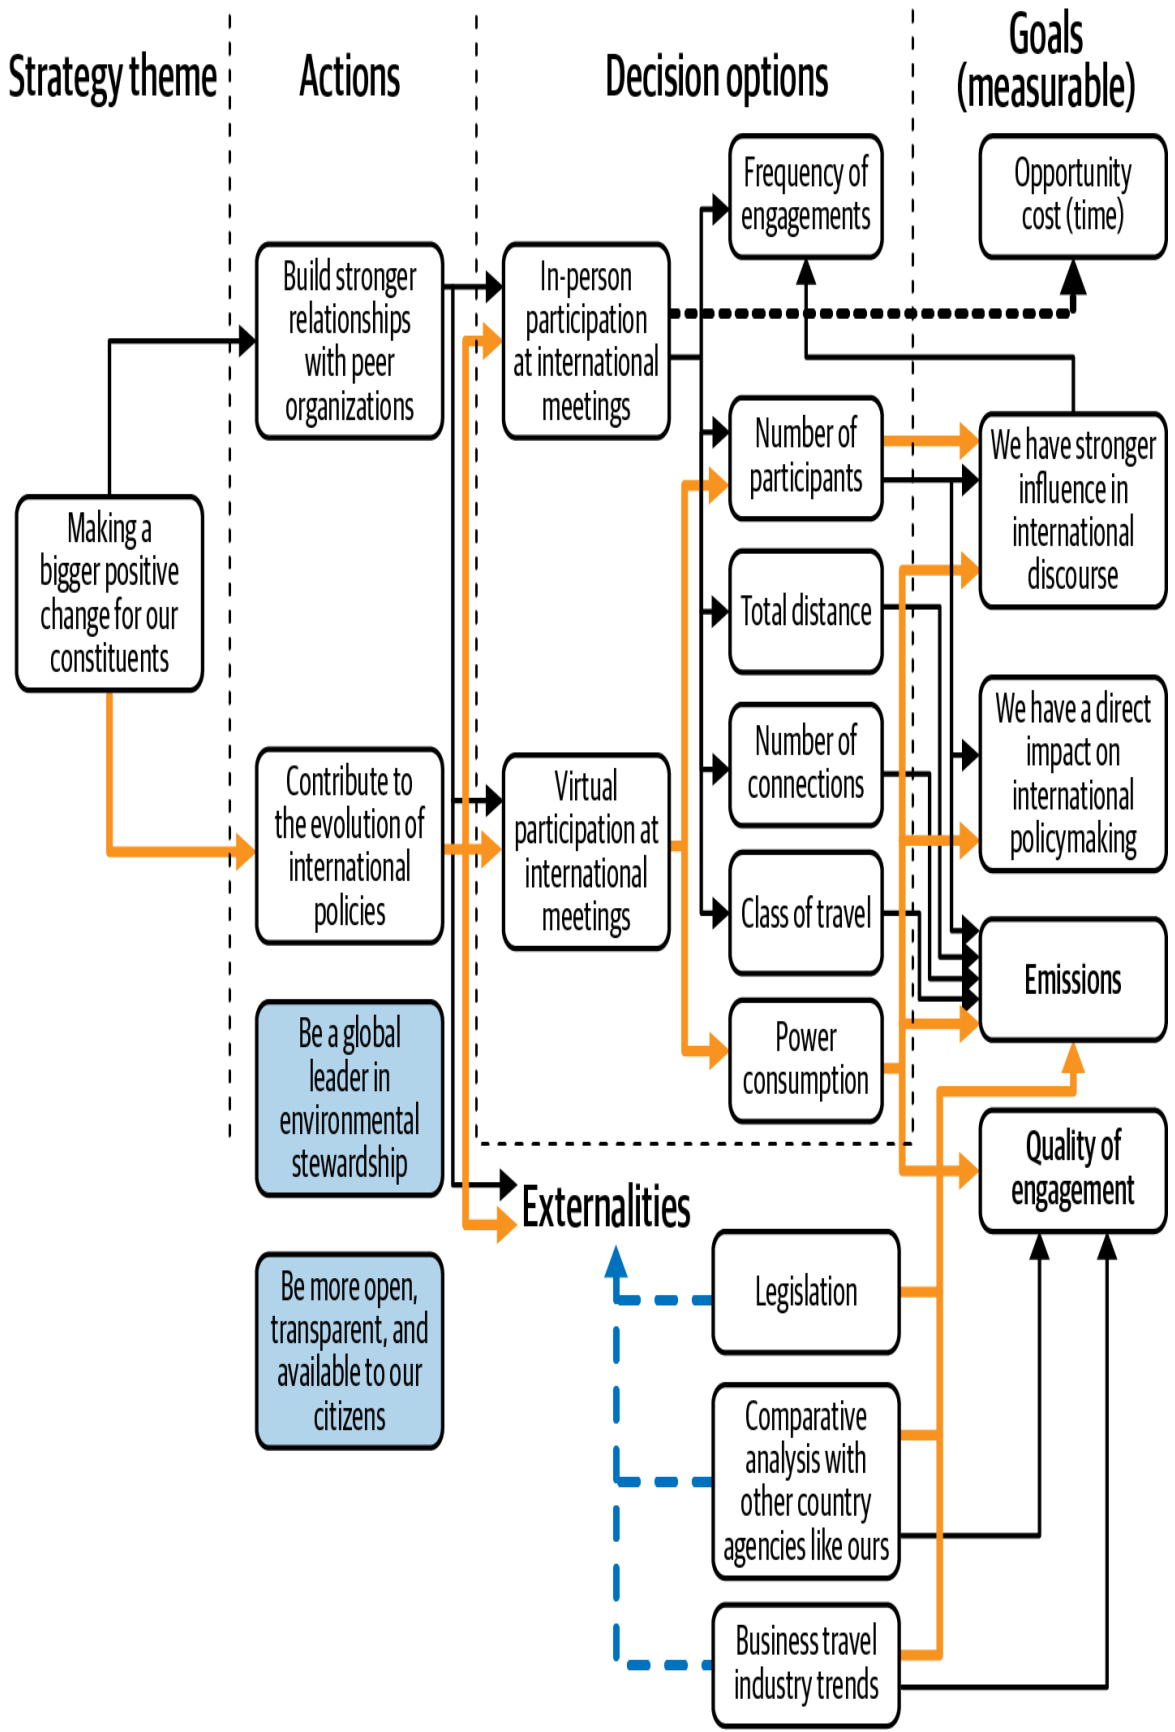 Strategy theme
Actions
Decision options
Goals
(measurable)
Making a
bigger positive
change for our
constituents
Build stronger
relationships
with peer
organizations
Contribute to
the evolution of
international
policies
Be a global
leader in
environmental
stewardship
Be more open,
transparent, and
available to our
citizens
In-person
participation
at international
meetings
Virtual
participation at
international
meetings
Frequency of
engagements
Number of
participants
Total distance
Number of
connections
Class of travel
Power
consumption
Opportunity
cost (time)
We have stronger
influence in
international
discourse
We have a direct
impact on
international
policymaking
Emissions
Quality of
engagement
Externalities
Legislation
Comparative
analysis with
other country
agencies like ours
Business travel
industry trends